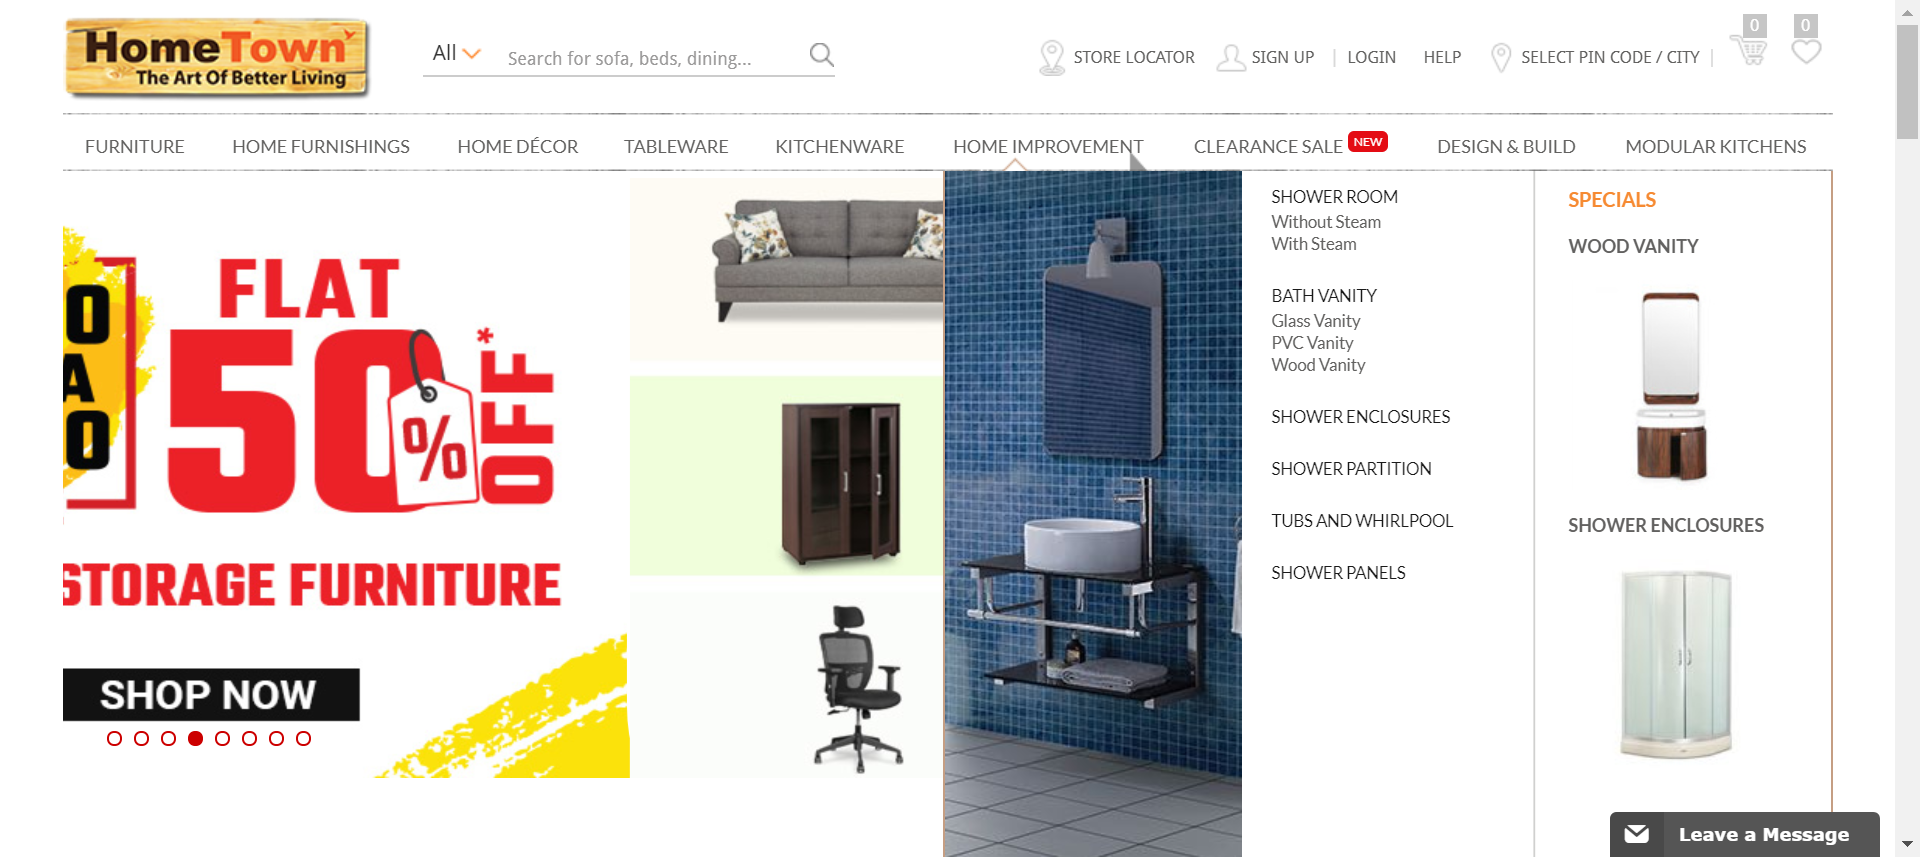 HomeTown
The Art Of Better Living
All
Search for sofa, beds, dining...
STORE LOCATOR
SIGN UP
LOGIN
HELP
SELECT PIN CODE / CITY
0
0
FURNITURE
HOME FURNISHINGS
HOME DÉCOR
TABLEWARE
KITCHENWARE
HOME IMPROVEMENT
CLEARANCE SALE NEW
DESIGN & BUILD
MODULAR KITCHENS
O
A
O
FLAT
50
%
OFF*
STORAGE FURNITURE
SHOP NOW
SHOWER ROOM
Without Steam
With Steam
BATH VANITY
Glass Vanity
PVC Vanity
Wood Vanity
SHOWER ENCLOSURES
SHOWER PARTITION
TUBS AND WHIRLPOOL
SHOWER PANELS
SPECIALS
WOOD VANITY
SHOWER ENCLOSURES
Leave a Message